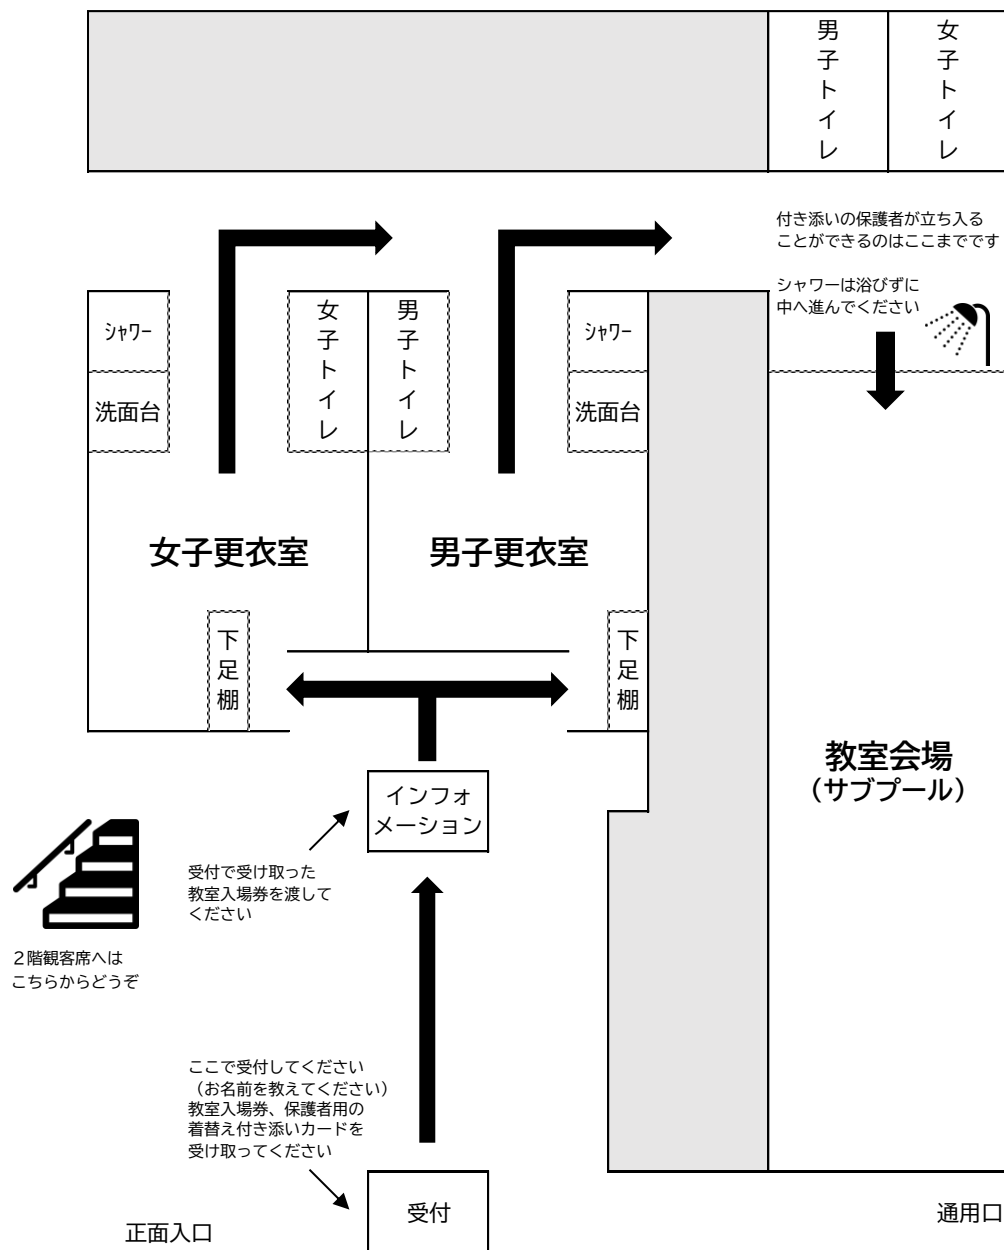 男子トイレ
女子トイレ
付き添いの保護者が立ち入る
ことができるのはここまでです
シャワーは浴びずに
中へ進んでください
シャワー
洗面台
女子トイレ
男子トイレ
シャワー
洗面台
女子更衣室
男子更衣室
下足棚
下足棚
教室会場
（サブプール）
インフォ
メーション
受付で受け取った
教室入場券を渡して
ください
２階観客席へは
こちらからどうぞ
ここで受付してください
（お名前を教えてください）
教室入場券、保護者用の
着替え付き添いカードを
受け取ってください
受付
正面入口
通用口